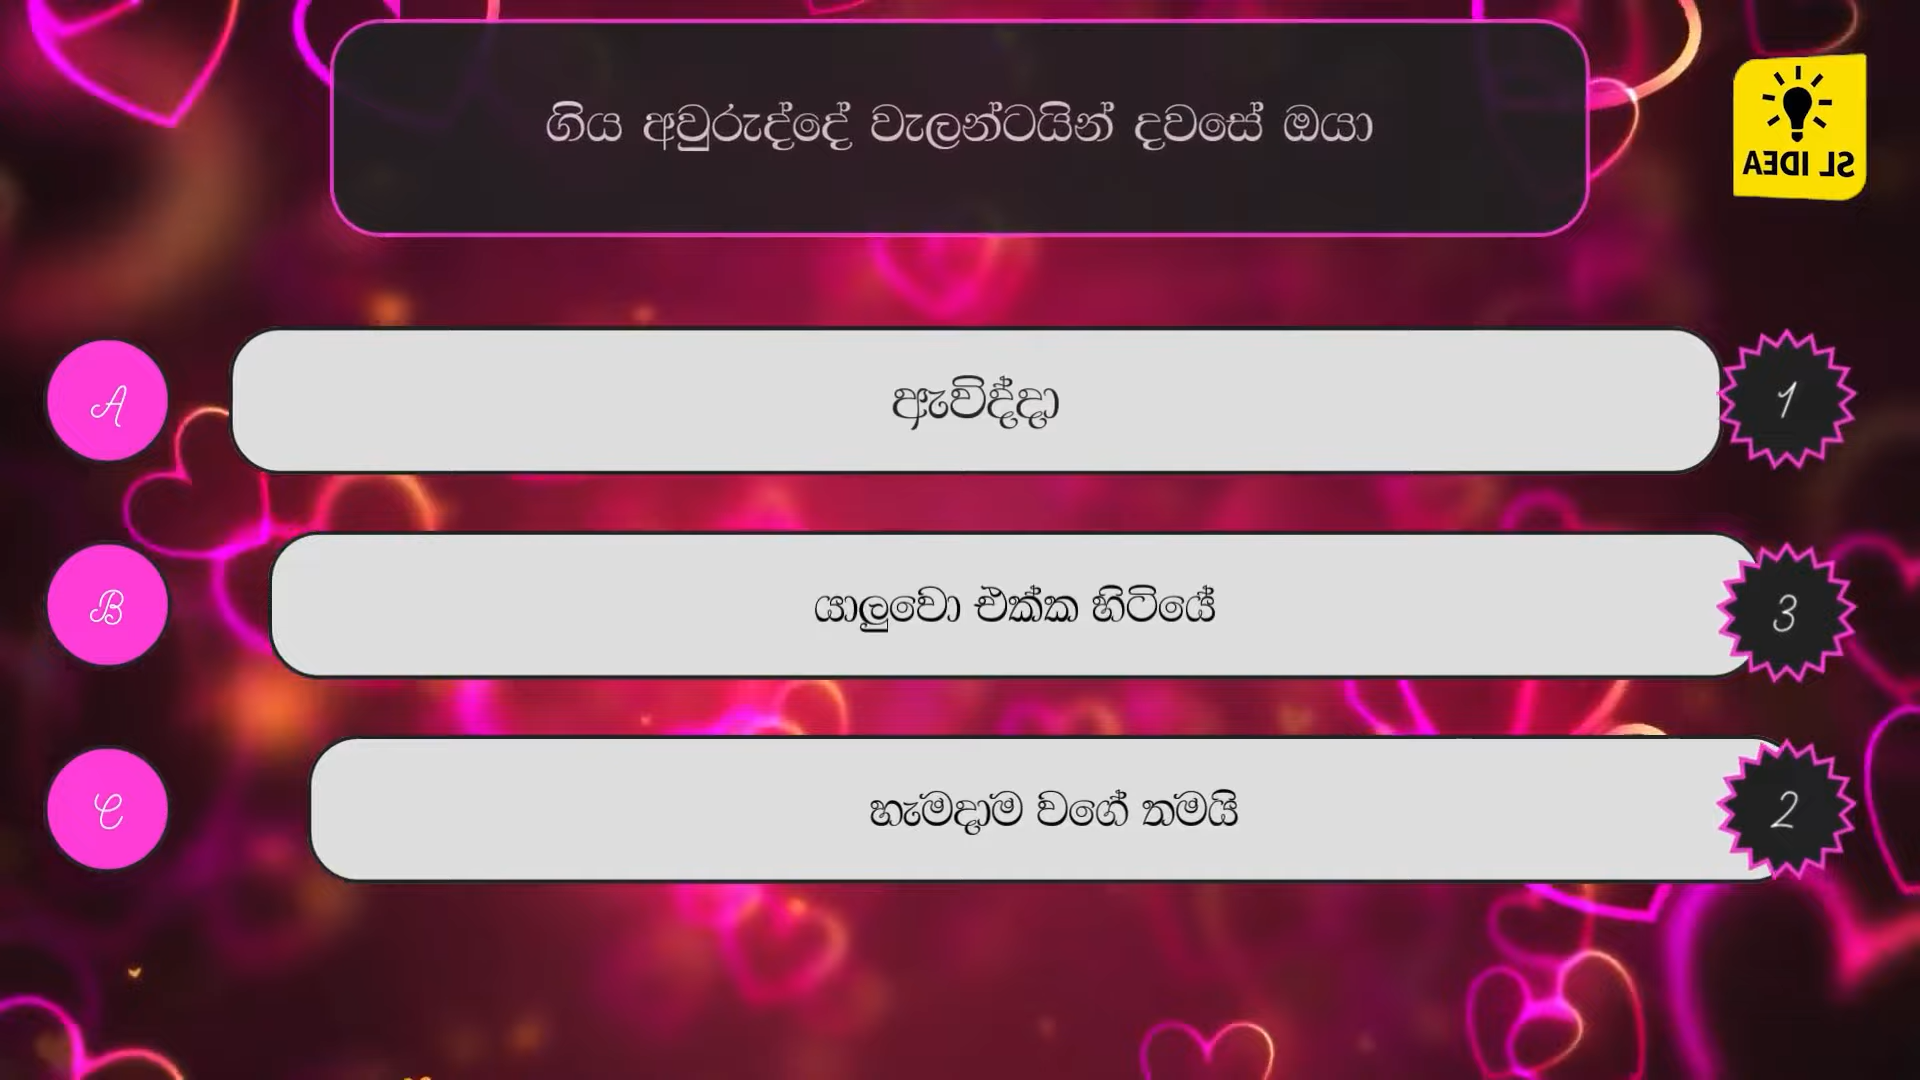 ගිය අවුරුද්දේ වැලන්ටයින් දවසේ ඔයා
SL IDEA
A
ඇවිද්දා
1
B
යාලුවො එක්ක හිටියේ
3
C
හැමදාම වගේ තමයි
2